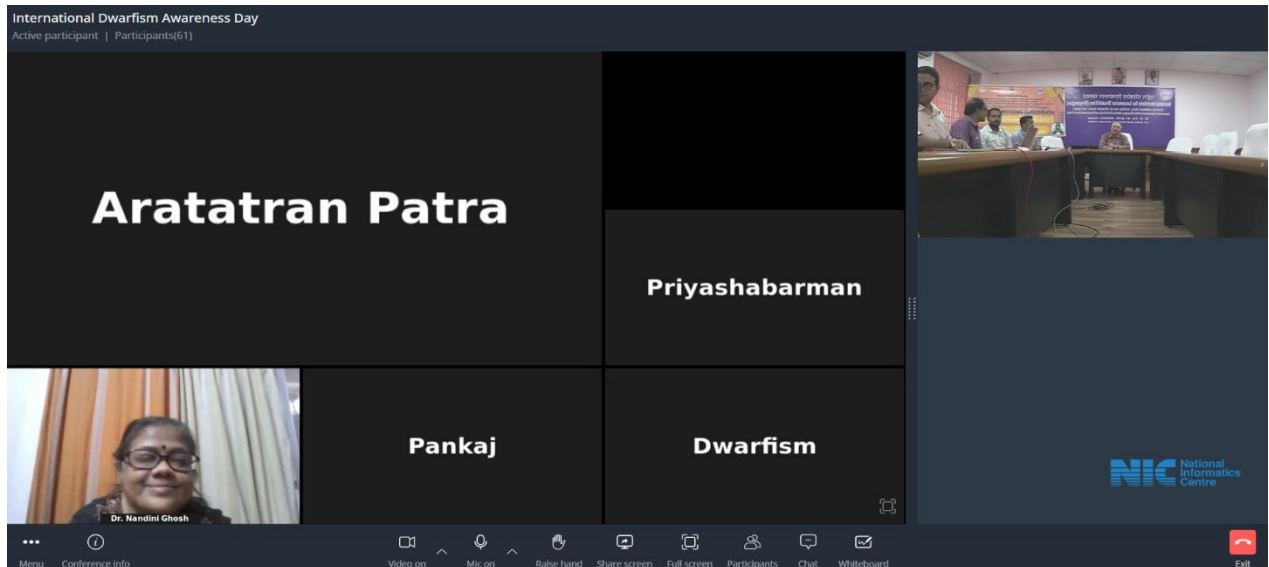 International Dwarfism Awareness Day
Active participant | Participants(61)
Aratatran Patra
Priyashabarman
Dr. Nandini Ghosh
Pankaj
Dwarfism
NIC National
Informatics
Centre
Menu
Conference info
Video on
Mic on
Raise hand
Share screen
Full screen
Participants
Chat
Whiteboard
Exit